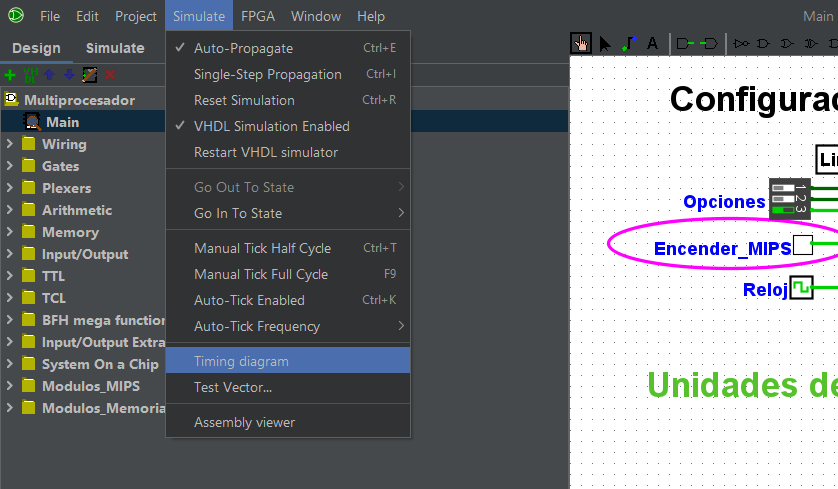 File Edit Project Simulate FPGA Window Help Main
Design Simulate
Multiprocesador
Main
Wiring
Gates
Plexers
Arithmetic
Memory
Input/Output
TTL
TCL
BFH mega function
Input/Output Extra
System On a Chip
Modulos_MIPS
Modulos_Memoria
Auto-Propagate Ctrl+E
Single-Step Propagation Ctrl+I
Reset Simulation Ctrl+R
VHDL Simulation Enabled
Restart VHDL simulator
Go Out To State
Go In To State
Manual Tick Half Cycle Ctrl+T
Manual Tick Full Cycle F9
Auto-Tick Enabled Ctrl+K
Auto-Tick Frequency
Timing diagram
Test Vector...
Assembly viewer
A
Configurac
Li
Opciones 1 2 3
Encender_MIPS
Reloj
Unidades de